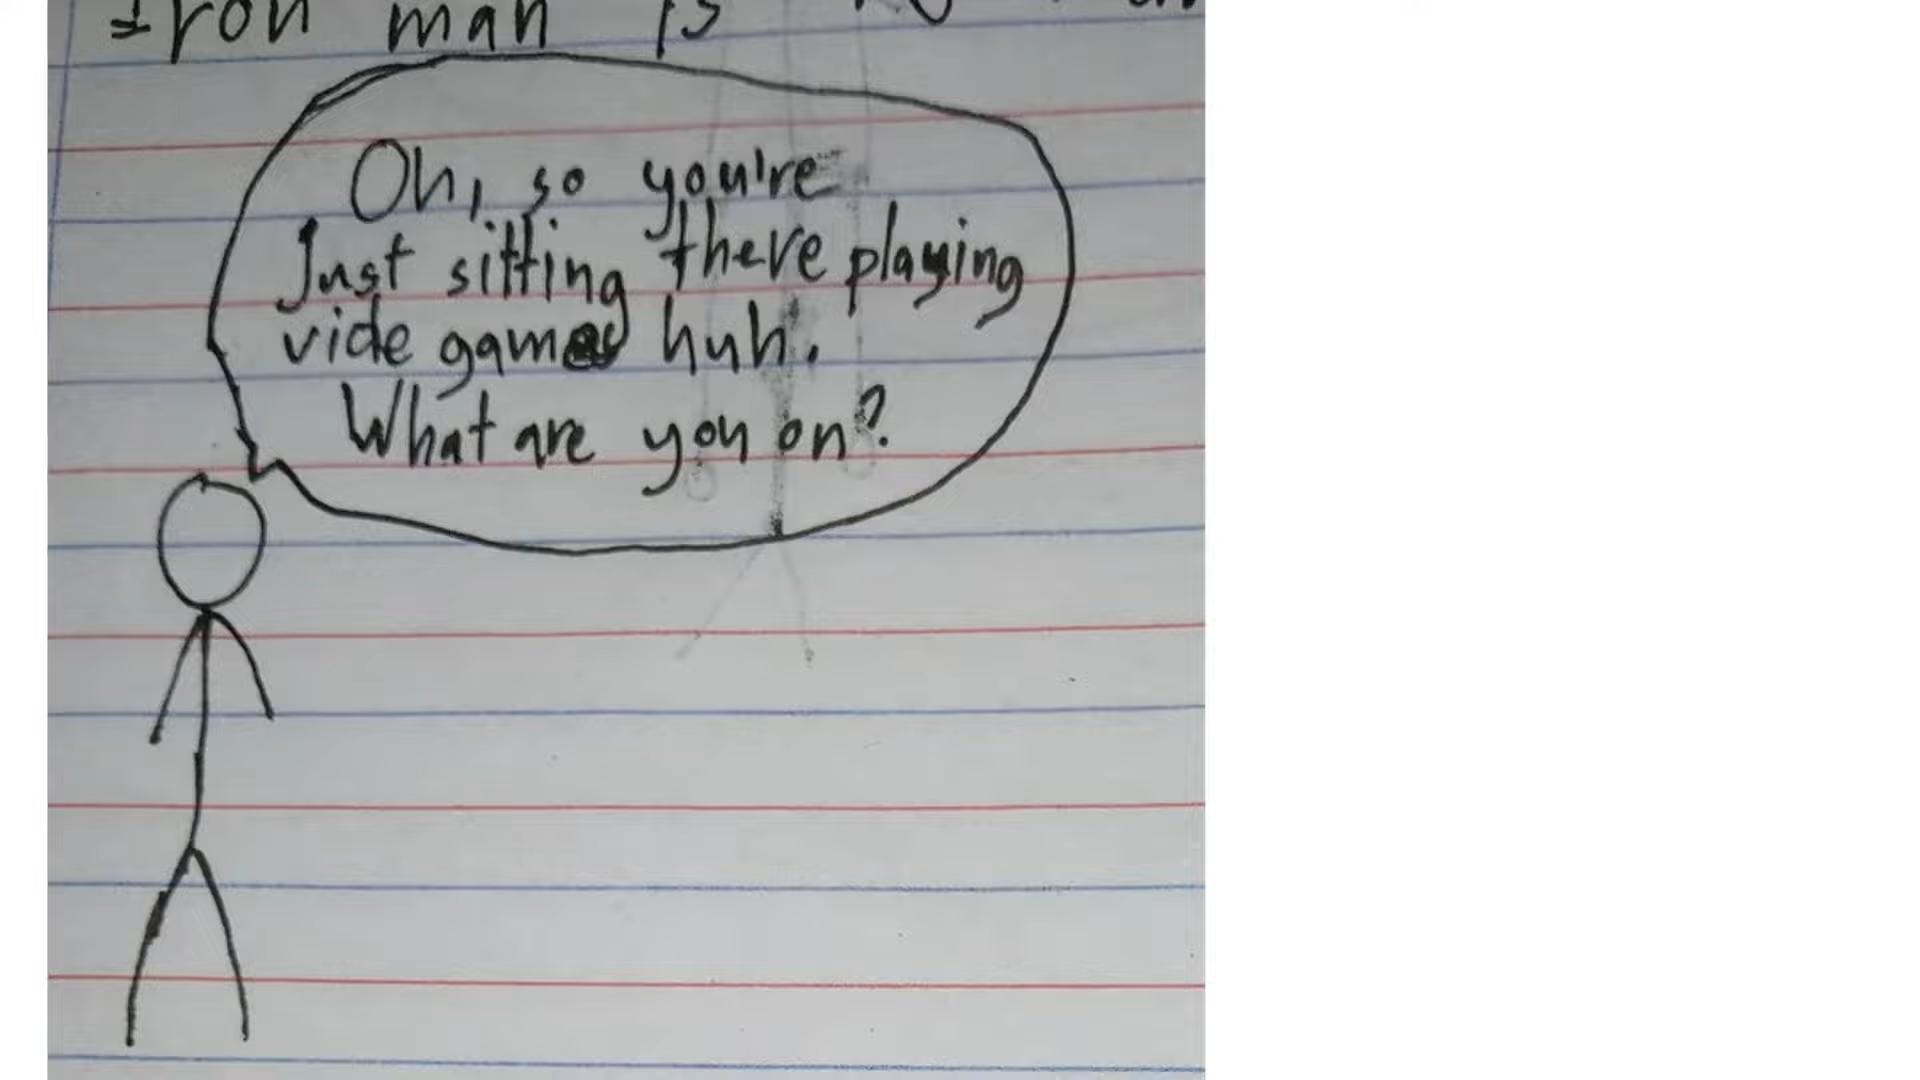 Iron man is
Oh, so you're
Just sitting there playing
vide games huh.
What are you on?